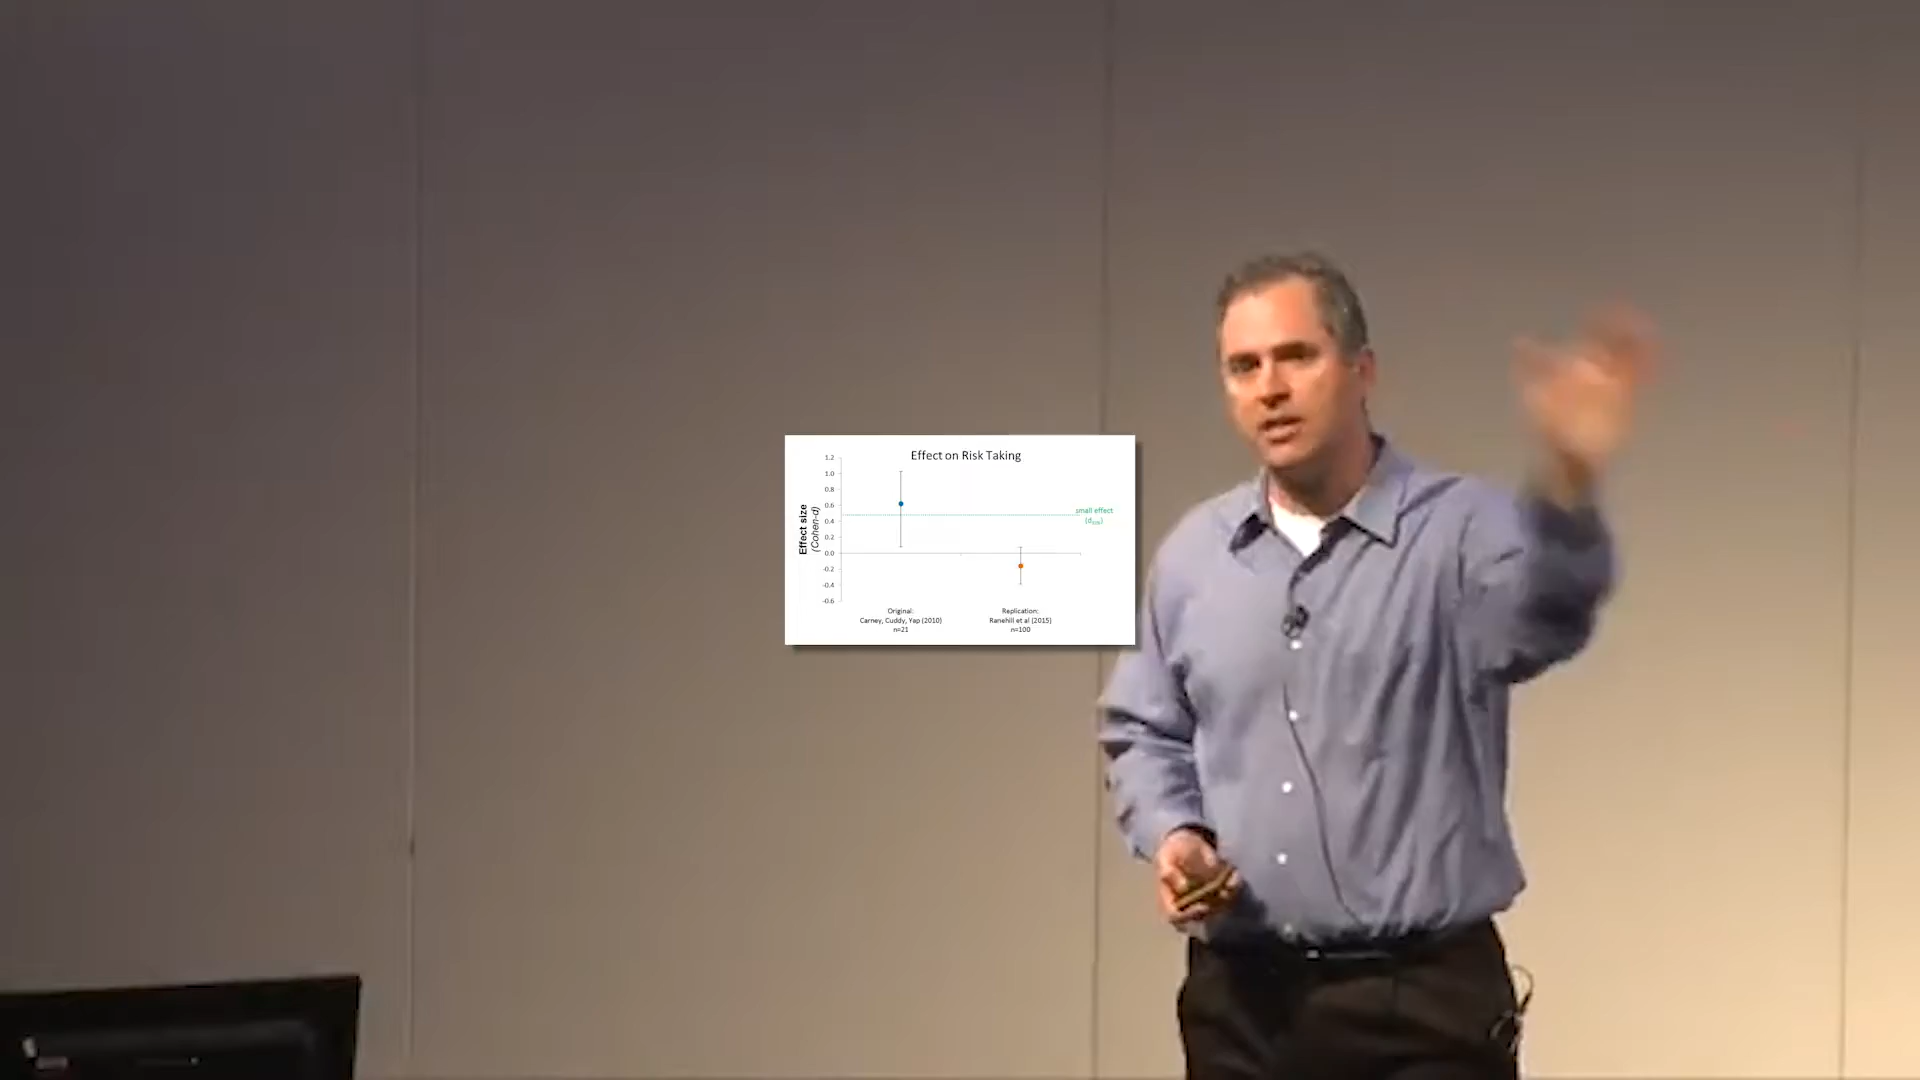 Effect on Risk Taking
1.2
1.0
0.8
0.6
0.4
0.2
0.0
-0.2
-0.4
-0.6
Effect size
(Cohen-d)
small effect
Original:
Carney, Cuddy, Yap (2010)
n=21
Replication:
Ranehill et al (2015)
n=100